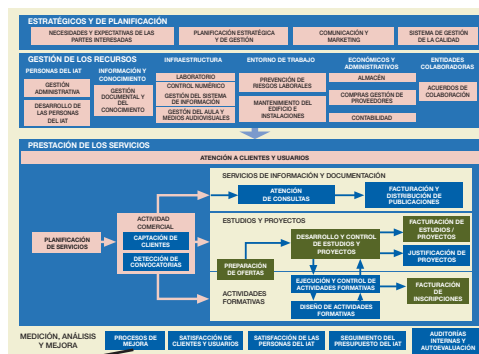 ESTRATÉGICOS Y DE PLANIFICACIÓN
NECESIDADES Y EXPECTATIVAS DE LAS
PARTES INTERESADAS
PLANIFICACIÓN ESTRATÉGICA
Y DE GESTIÓN
COMUNICACIÓN Y
MARKETING
SISTEMA DE GESTIÓN
DE LA CALIDAD
GESTIÓN DE LOS RECURSOS
PERSONAS DEL IAT
GESTIÓN
ADMINISTRATIVA
DESARROLLO DE
LAS PERSONAS
DEL IAT
INFORMACIÓN Y
CONOCIMIENTO
GESTIÓN
DOCUMENTAL Y
DEL
CONOCIMIENTO
INFRAESTRUCTURA
LABORATORIO
CONTROL NUMÉRICO
GESTIÓN DEL SISTEMA
DE INFORMACIÓN
GESTIÓN DEL AULA Y
MEDIOS AUDIOVISUALES
ENTORNO DE TRABAJO
PREVENCIÓN DE
RIESGOS LABORALES
MANTENIMIENTO DEL
EDIFICIO E
INSTALACIONES
ECONÓMICOS Y
ADMINISTRATIVOS
ALMACÉN
COMPRAS GESTIÓN DE
PROVEEDORES
CONTABILIDAD
ENTIDADES
COLABORADORAS
ACUERDOS DE
COLABORACIÓN
PRESTACIÓN DE LOS SERVICIOS
ATENCIÓN A CLIENTES Y USUARIOS
PLANIFICACIÓN
DE SERVICIOS
ACTIVIDAD
COMERCIAL
CAPTACIÓN DE
CLIENTES
DETECCIÓN DE
CONVOCATORIAS
SERVICIOS DE INFORMACIÓN Y DOCUMENTACIÓN
ATENCIÓN
DE CONSULTAS
FACTURACIÓN Y
DISTRIBUCIÓN DE
PUBLICACIONES
ESTUDIOS Y PROYECTOS
DESARROLLO Y CONTROL
DE ESTUDIOS Y
PROYECTOS
FACTURACIÓN DE
ESTUDIOS /
PROYECTOS
JUSTIFICACIÓN DE
PROYECTOS
PREPARACIÓN
DE OFERTAS
EJECUCIÓN Y CONTROL DE
ACTIVIDADES FORMATIVAS
FACTURACIÓN
DE
INSCRIPCIONES
ACTIVIDADES
FORMATIVAS
DISEÑO DE ACTIVIDADES
FORMATIVAS
MEDICIÓN, ANÁLISIS
Y MEJORA
PROCESOS DE
MEJORA
SATISFACCIÓN DE
CLIENTES Y USUARIOS
SATISFACCIÓN DE LAS
PERSONAS DEL IAT
SEGUIMIENTO DEL
PRESUPUESTO DEL IAT
AUDITORÍAS
INTERNAS Y
AUTOEVALUACIÓN